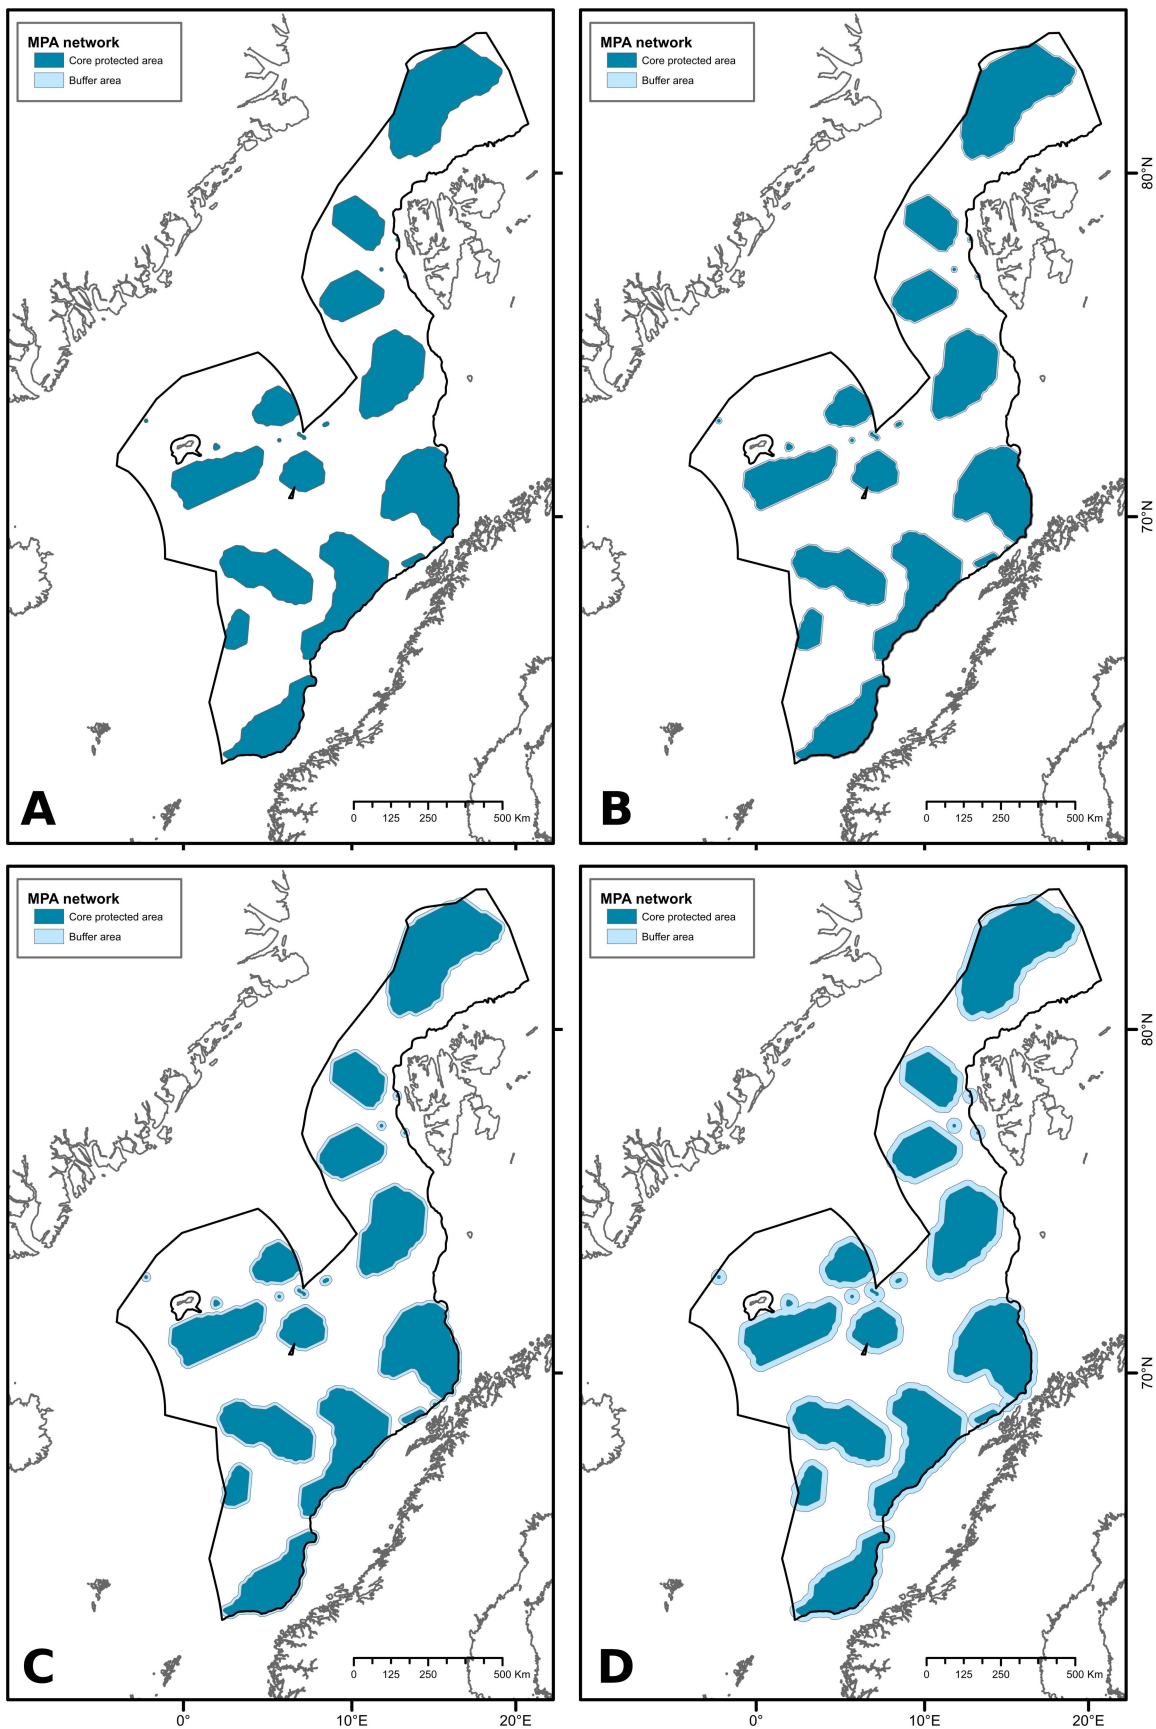 MPA network
Core protected area
Buffer area
A
0 125 250 500 Km
MPA network
Core protected area
Buffer area
80°N
70°N
B
0 125 250 500 Km
MPA network
Core protected area
Buffer area
C
0 125 250 500 Km
0° 10°E 20°E
MPA network
Core protected area
Buffer area
80°N
70°N
D
0 125 250 500 Km
0° 10°E 20°E